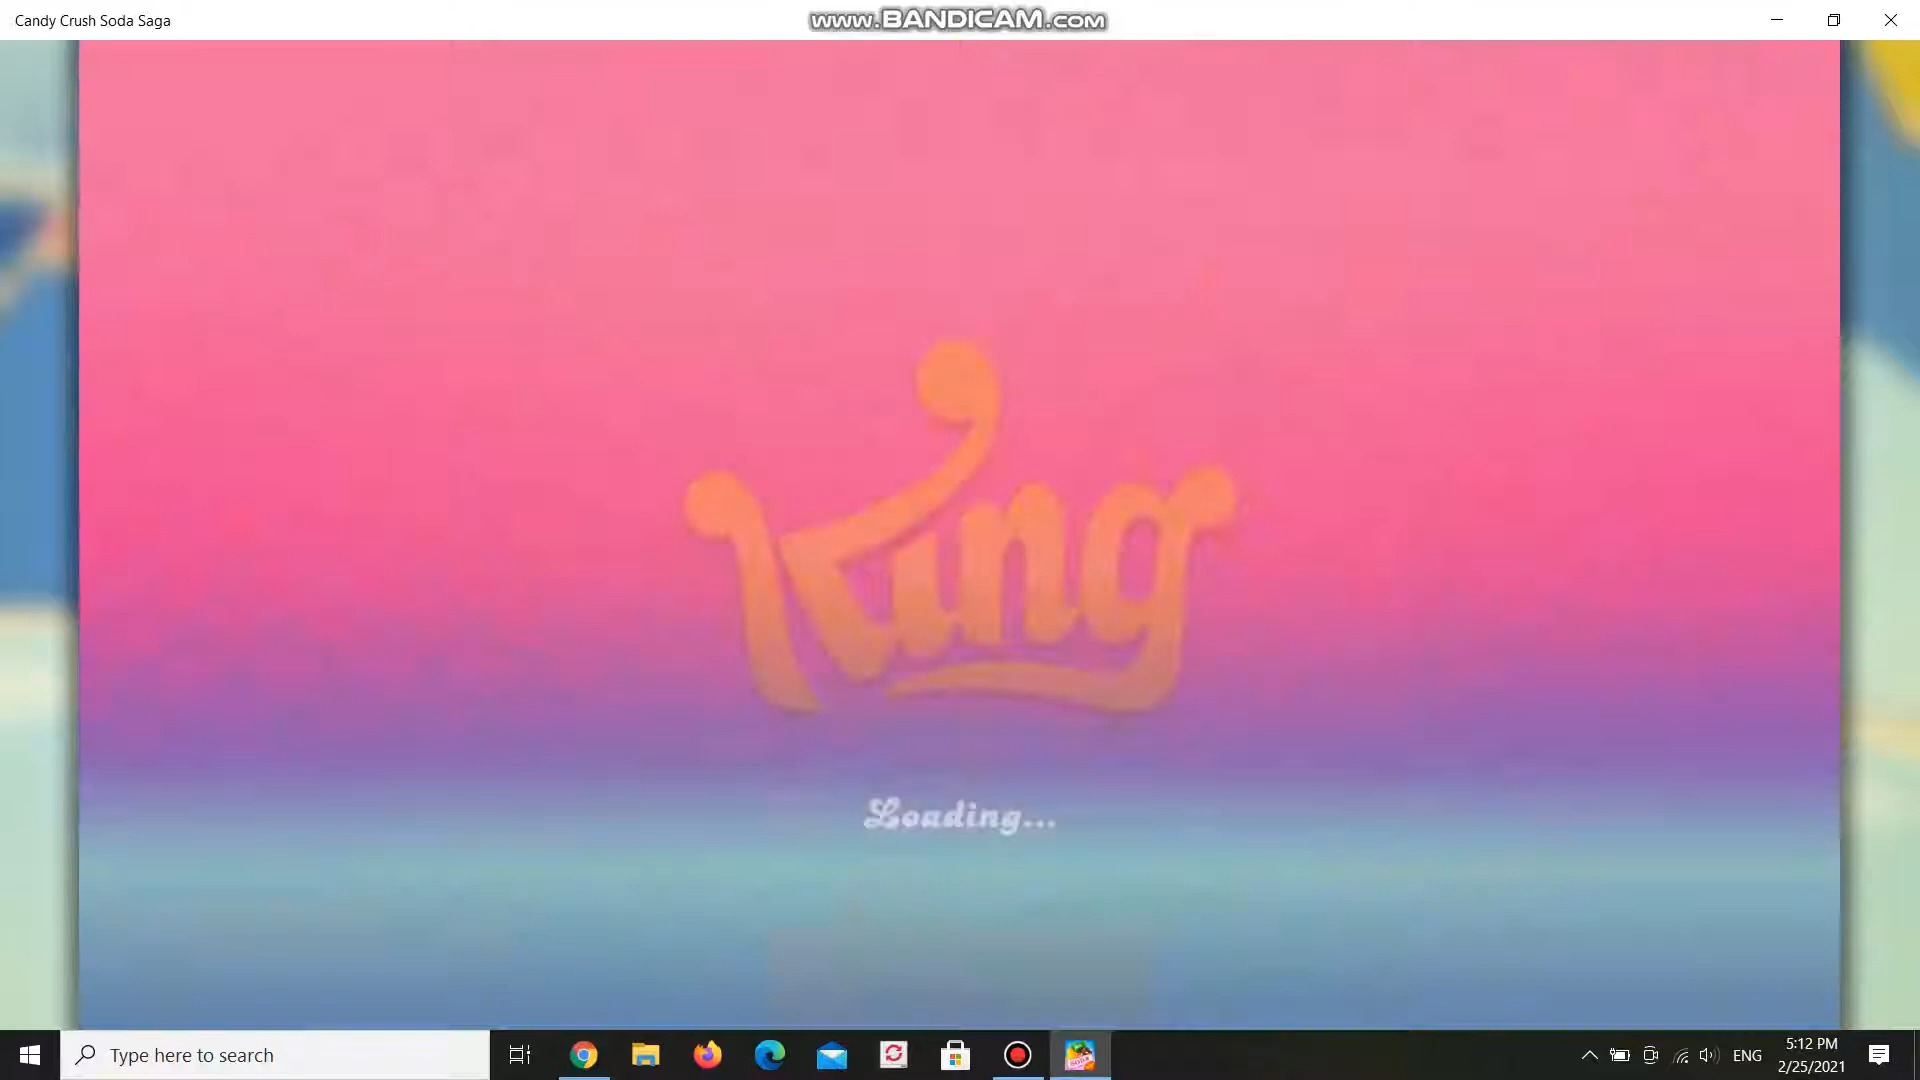 Candy Crush Soda Saga
www.BANDICAM.com
King
Loading...
Type here to search
ENG
5:12 PM
2/25/2021